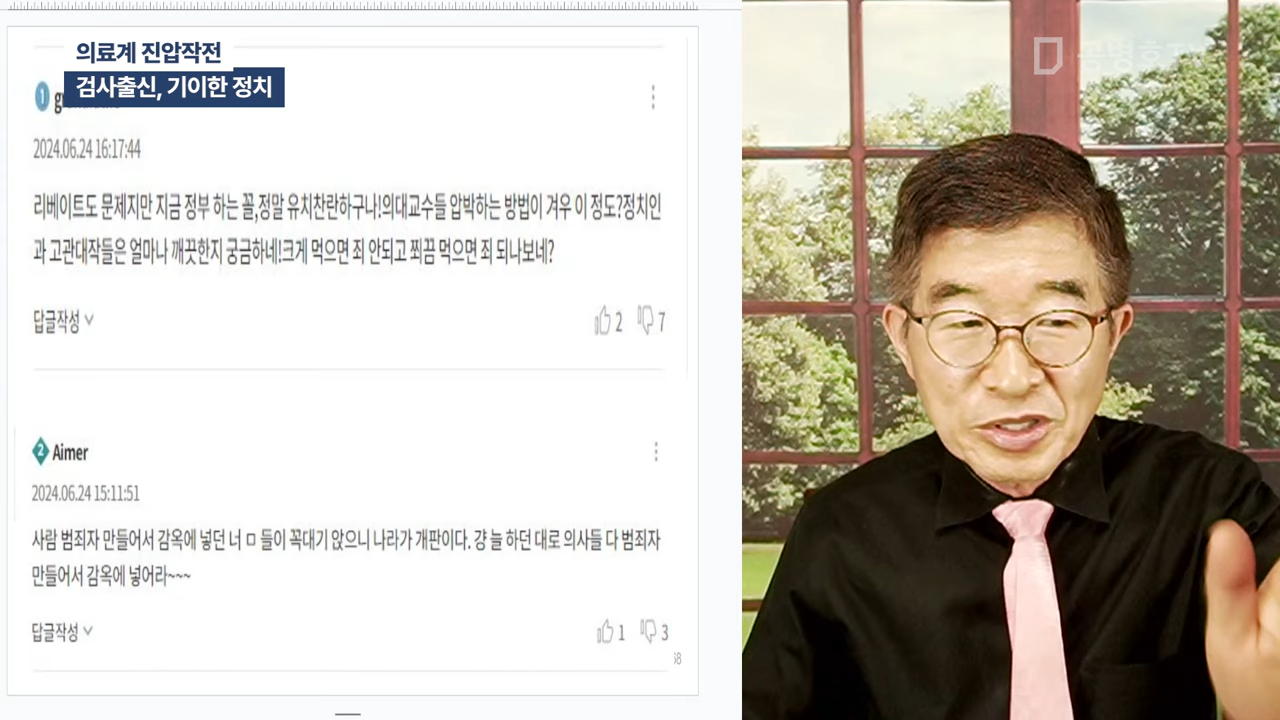 의료계 진압작전
검사출신, 기이한 정치
1
2024.06.24 16:17:44
리베이트도 문제지만 지금 정부 하는 꼴,정말 유치찬란하구나!의대교수들 압박하는 방법이 겨우 이 정도?정치인
과 고관대작들은 얼마나 깨끗한지 궁금하네!크게 먹으면 죄 안되고 쬐끔 먹으면 죄 되나보네?
답글작성
2 7
2 Aimer
2024.06.24 15:11:51
사람 범죄자 만들어서 감옥에 넣던 너 ㅁ 들이 꼭대기 앉으니 나라가 개판이다. 걍 늘 하던 대로 의사들 다 범죄자
만들어서 감옥에 넣어라~~~
답글작성
1 3